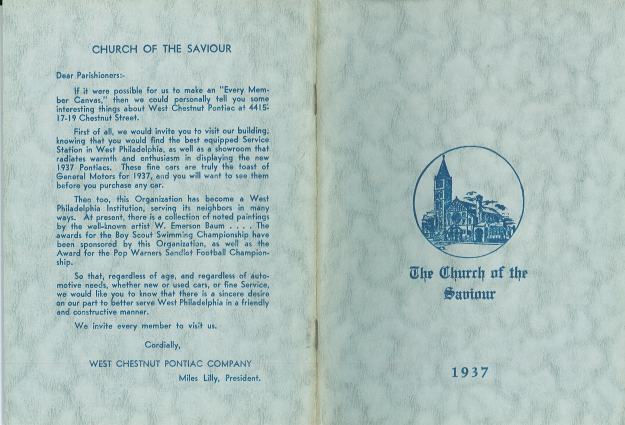 CHURCH OF THE SAVIOUR
Dear Parishioners:-
If it were possible for us to make an "Every Mem-
ber Canvas," then we could personally tell you some
interesting things about West Chestnut Pontiac at 4415-
17-19 Chestnut Street.
First of all, we would invite you to visit our building,
knowing that you would find the best equipped Service
Station in West Philadelphia, as well as a showroom that
radiates warmth and enthusiasm in displaying the new
1937 Pontiacs. These fine cars are truly the toast of
General Motors for 1937, and you will want to see them
before you purchase any car.
Then too, this Organization has become a West
Philadelphia Institution, serving its neighbors in many
ways. At present, there is a collection of noted paintings
by the well-known artist W. Emerson Baum . . . . The
awards for the Boy Scout Swimming Championship have
been sponsored by this Organization, as well as the
Award for the Pop Warners Sandlot Football Champion-
ship.
So that, regardless of age, and regardless of auto-
motive needs, whether new or used cars, or fine Service,
we would like you to know that there is a sincere desire
on our part to better serve West Philadelphia in a friendly
and constructive manner.
We invite every member to visit us.
Cordially,
WEST CHESTNUT PONTIAC COMPANY
Miles Lilly, President.
The Church of the
Saviour
1937